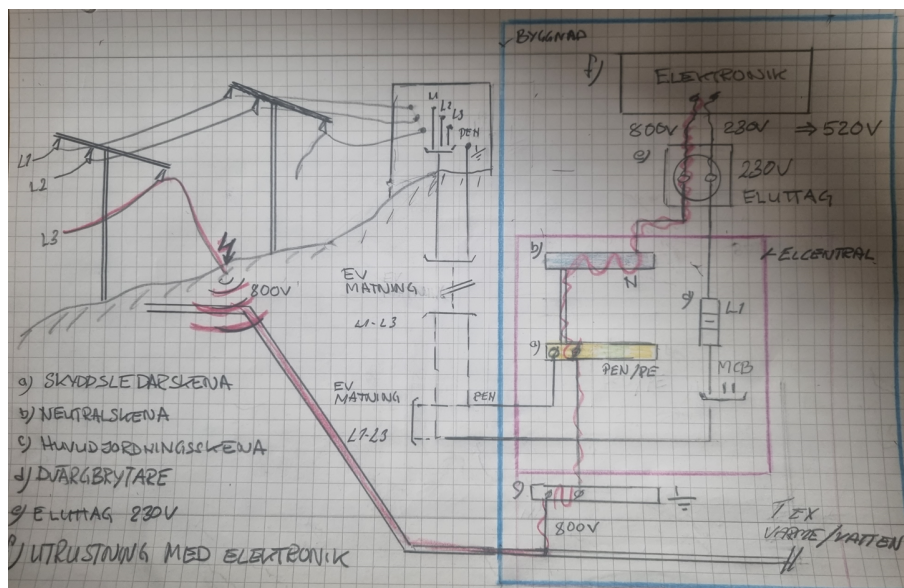 BYGGNAD
f)
ELEKTRONIK
800V
230V
⇒ 520V
e)
230V
ELUTTAG
L1
L2
L3
PEN
L1
L2
L3
800V
b)
N
ELCENTRAL
d)
L1
a)
PEN/PE
MCB
EV
MATNING
L1-L3
EV
MATNING
PEN
L1-L3
800V
T EX
VÄRME/VATTEN
a) SKYDDSLEDARSKENA
b) NEUTRALSKENA
c) HUVUDJORDNINGSSKENA
d) DVÄRGBRYTARE
e) ELUTTAG 230V
f) UTRUSTNING MED ELEKTRONIK